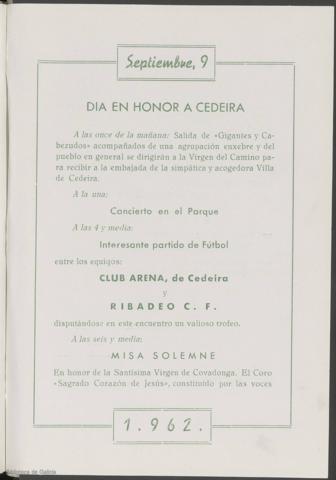 Septiembre, 9
DIA EN HONOR A CEDEIRA
A las once de la mañana: Salida de «Gigantes y Ca-
bezudos» acompañados de una agrupación enxebre y del
pueblo en general se dirigirán a la Virgen del Camino pa-
ra recibir a la embajada de la simpática y acogedora Villa
de Cedeira.
A la una:
Concierto en el Parque
A las 4 y media:
Interesante partido de Fútbol
entre los equipos:
CLUB ARENA, de Cedeira
y
RIBADEO C. F.
disputándose en este encuentro un valioso trofeo.
A las seis y media:
MISA SOLEMNE
En honor de la Santísima Virgen de Covadonga. El Coro
«Sagrado Corazón de Jesús», constituído por las voces
1.962.
Biblioteca de Galicia